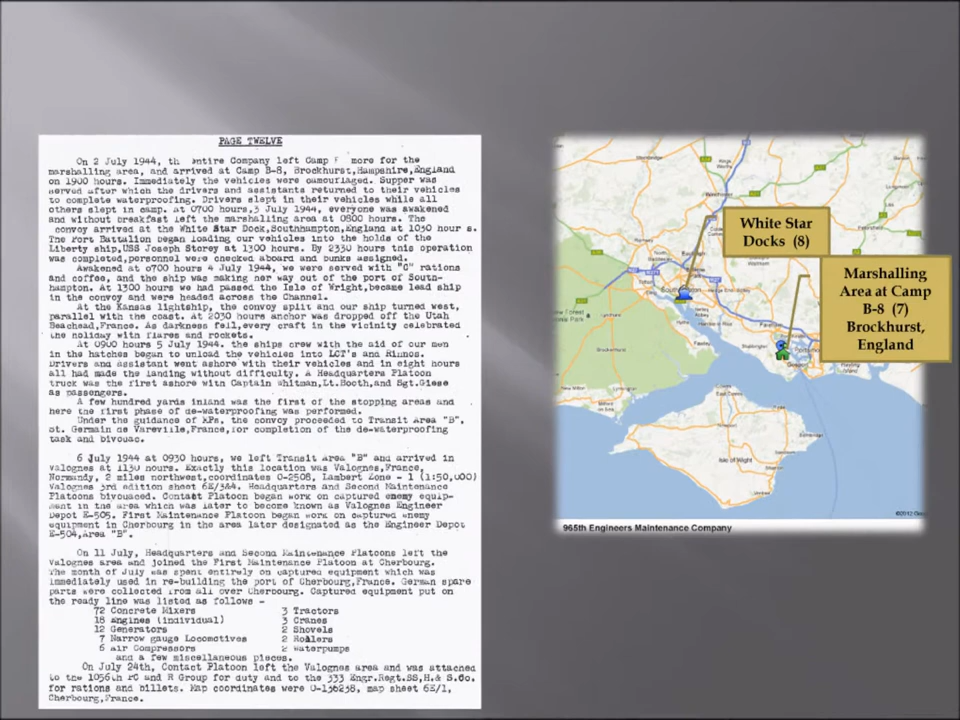 PAGE TWELVE
On 2 July 1944, th entire Company left Camp more for the
marshalling area, and arrived at Camp B-8, Brockhurst,Hampshire,England
on 1900 hours. Immediately the vehicles were camouflaged. Supper was
served after which the drivers and assistants returned to their vehicles
to complete waterproofing. Drivers slept in their vehicles while all
others slept in camp. At 0700 hours,3 July 1944, everyone was awakened
and without breakfast left the marshalling area at 0800 hours. The
convoy arrived at the White Star Dock,Southhampton,England at 1030 hour s.
The Port Battalion began loading our vehicles into the holds of the
Liberty ship,USS Joseph Storey at 1300 hours. By 2330 hours this operation
was completed,personnel were checked aboard and bunks assigned.
Awakened at 0700 hours 4 July 1944, we were served with "C" rations
and coffee, and the ship was making her way out of the port of South-
hampton. At 1300 hours we had passed the Isle of Wright,became lead ship
in the convoy and were headed across the Channel.
At the Kansas lightship, the convoy split and our ship turned west,
parallel with the coast. At 2030 hours anchor was dropped off the Utah
Beachead,France. As darkness fell,every craft in the vicinity celebrated
the holiday with flares and rockets.
At 0900 hours 5 July 1944. the ships crew with the aid of our men
in the hatches began to unload the vehicles into LCT's and Rhinos.
Drivers and assistant went ashore with their vehicles and in eight hours
all had made the landing without difficulty. A Headquarters Platoon
truck was the first ashore with Captain Whitman,Lt.Booth,and Sgt.Giese
as passengers.
A few hundred yards inland was the first of the stopping areas and
here the first phase of de-waterproofing was performed.
Under the guidance of MPs, the convoy proceeded to Transit Area "B",
St. Germain de Vareville,France,for completion of the de-waterproofing
task and bivouac.
6 July 1944 at 0930 hours, we left Transit Area "B" and arrived in
Valognes at 1130 hours. Exactly this location was Valognes,France,
Normandy, 2 miles northwest,coordinates O-2508, Lambert Zone - 1 (1:50,000)
Valognes 3rd edition sheet 6E/3&4. Headquarters and Second Maintenance
Platoons bivouaced. Contact Platoon began work on captured enemy equip-
ment in the area which was later to become known as Valognes Engineer
Depot E-505. First Maintenance Platoon began work on captured enemy
equipment in Cherbourg in the area later designated as the Engineer Depot
E-504,Area "B".
On 11 July, Headquarters and Second Maintenance Platoons left the
Valognes area and joined the First Maintenance Platoon at Cherbourg.
The month of July was spent entirely on captured equipment which was
immediately used in re-building the port of Cherbourg,France. German spare
parts were collected from all over Cherbourg. Captured equipment put on
the ready line was listed as follows -
72 Concrete Mixers 3 Tractors
18 Engines (individual) 3 Cranes
12 Generators 2 Shovels
7 Narrow gauge Locomotives 2 Rollers
6 Air Compressors 2 Waterpumps
and a few miscellaneous pieces.
On July 24th, Contact Platoon left the Valognes area and was attached
to the 1056th PC and R Group for duty and to the 333 Engr.Regt.SS,H.& S.Co.
for rations and billets. Map coordinates were O-136238, map sheet 6E/1,
Cherbourg,France.
White Star
Docks (8)
Marshalling
Area at Camp
B-8 (7)
Brockhurst,
England
Isle of Wight
©2012 Goo
965th Engineers Maintenance Company